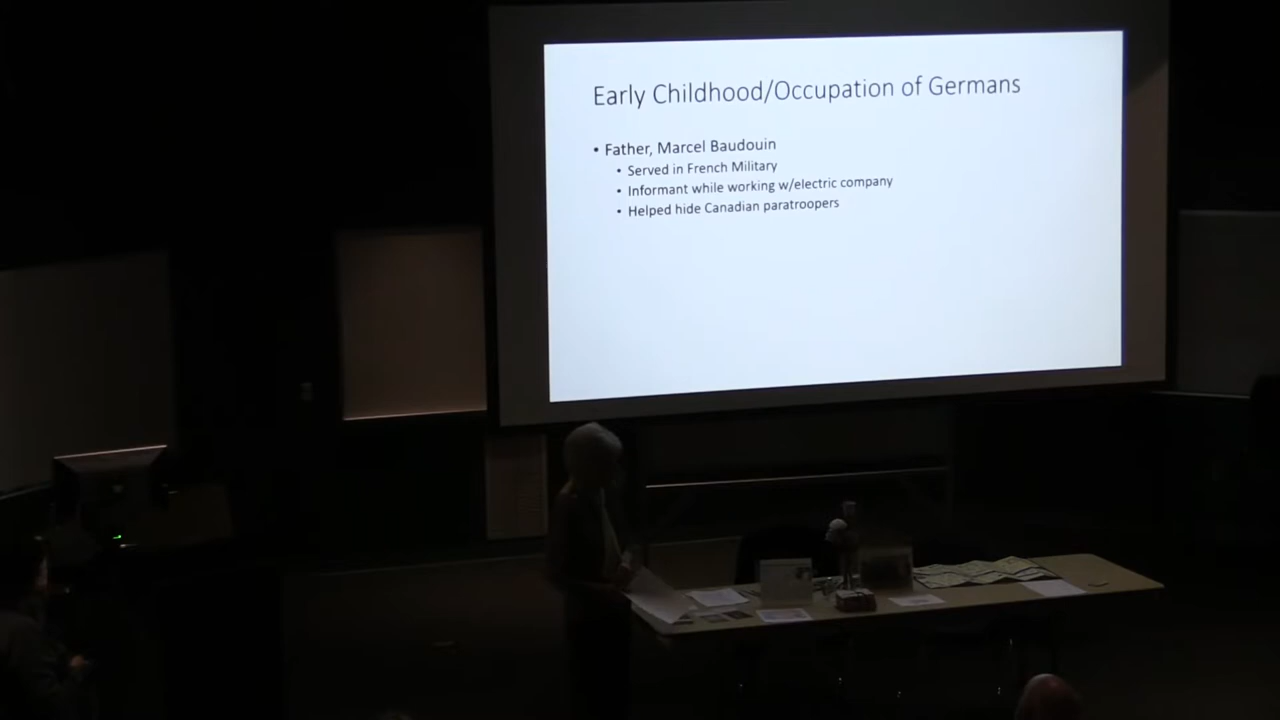 Early Childhood/Occupation of Germans
• Father, Marcel Baudouin
• Served in French Military
• Informant while working w/electric company
• Helped hide Canadian paratroopers